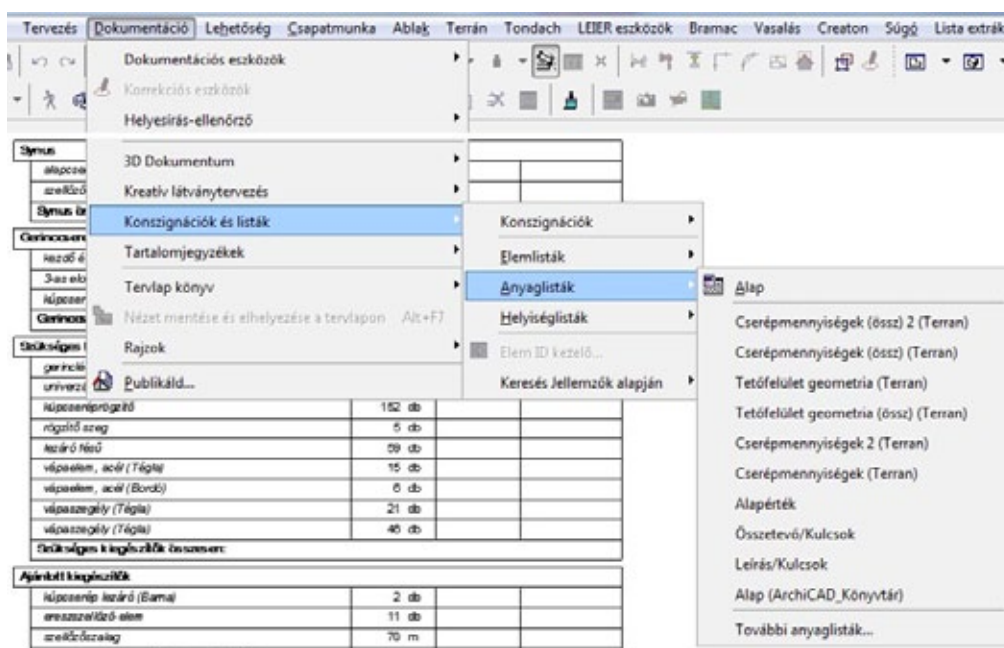 Tervezés Dokumentáció Lehetőség Csapatmunka Ablak Terrán Tondach LEIER eszközök Bramac Vasalás Creaton Súgó Lista extrák
Dokumentációs eszközök
Korrekciós eszközök
Helyesírás-ellenőrző
3D Dokumentum
Kreatív látványtervezés
Konszignációk és listák
Tartalomjegyzékek
Tervlap könyv
Nézet mentése és elhelyezése a tervlapon Alt+F7
Rajzok
Publikáld...
Konszignációk
Elemlisták
Anyaglisták
Helyiséglisták
Elem ID kezelő...
Keresés Jellemzők alapján
Alap
Cserépmennyiségek (össz) 2 (Terran)
Cserépmennyiségek (össz) (Terran)
Tetőfelület geometria (Terran)
Tetőfelület geometria (össz) (Terran)
Cserépmennyiségek 2 (Terran)
Cserépmennyiségek (Terran)
Alapérték
Összetevő/Kulcsok
Leírás/Kulcsok
Alap (ArchiCAD_Könyvtár)
További anyaglisták...
kúpcseréprögzítő 152 db
rögzítő szeg 5 db
lezáró fésű 59 db
vápaelem, acél (Tégla) 15 db
vápaelem, acél (Bordó) 6 db
vápaszegély (Tégla) 21 db
vápaszegély (Tégla) 46 db
Szükséges kiegészítők összesen:
Ajánlott kiegészítők
kúpcserép lezáró (Barna) 2 db
ereszszellőző elem 11 db
szellőzőszalag 70 m